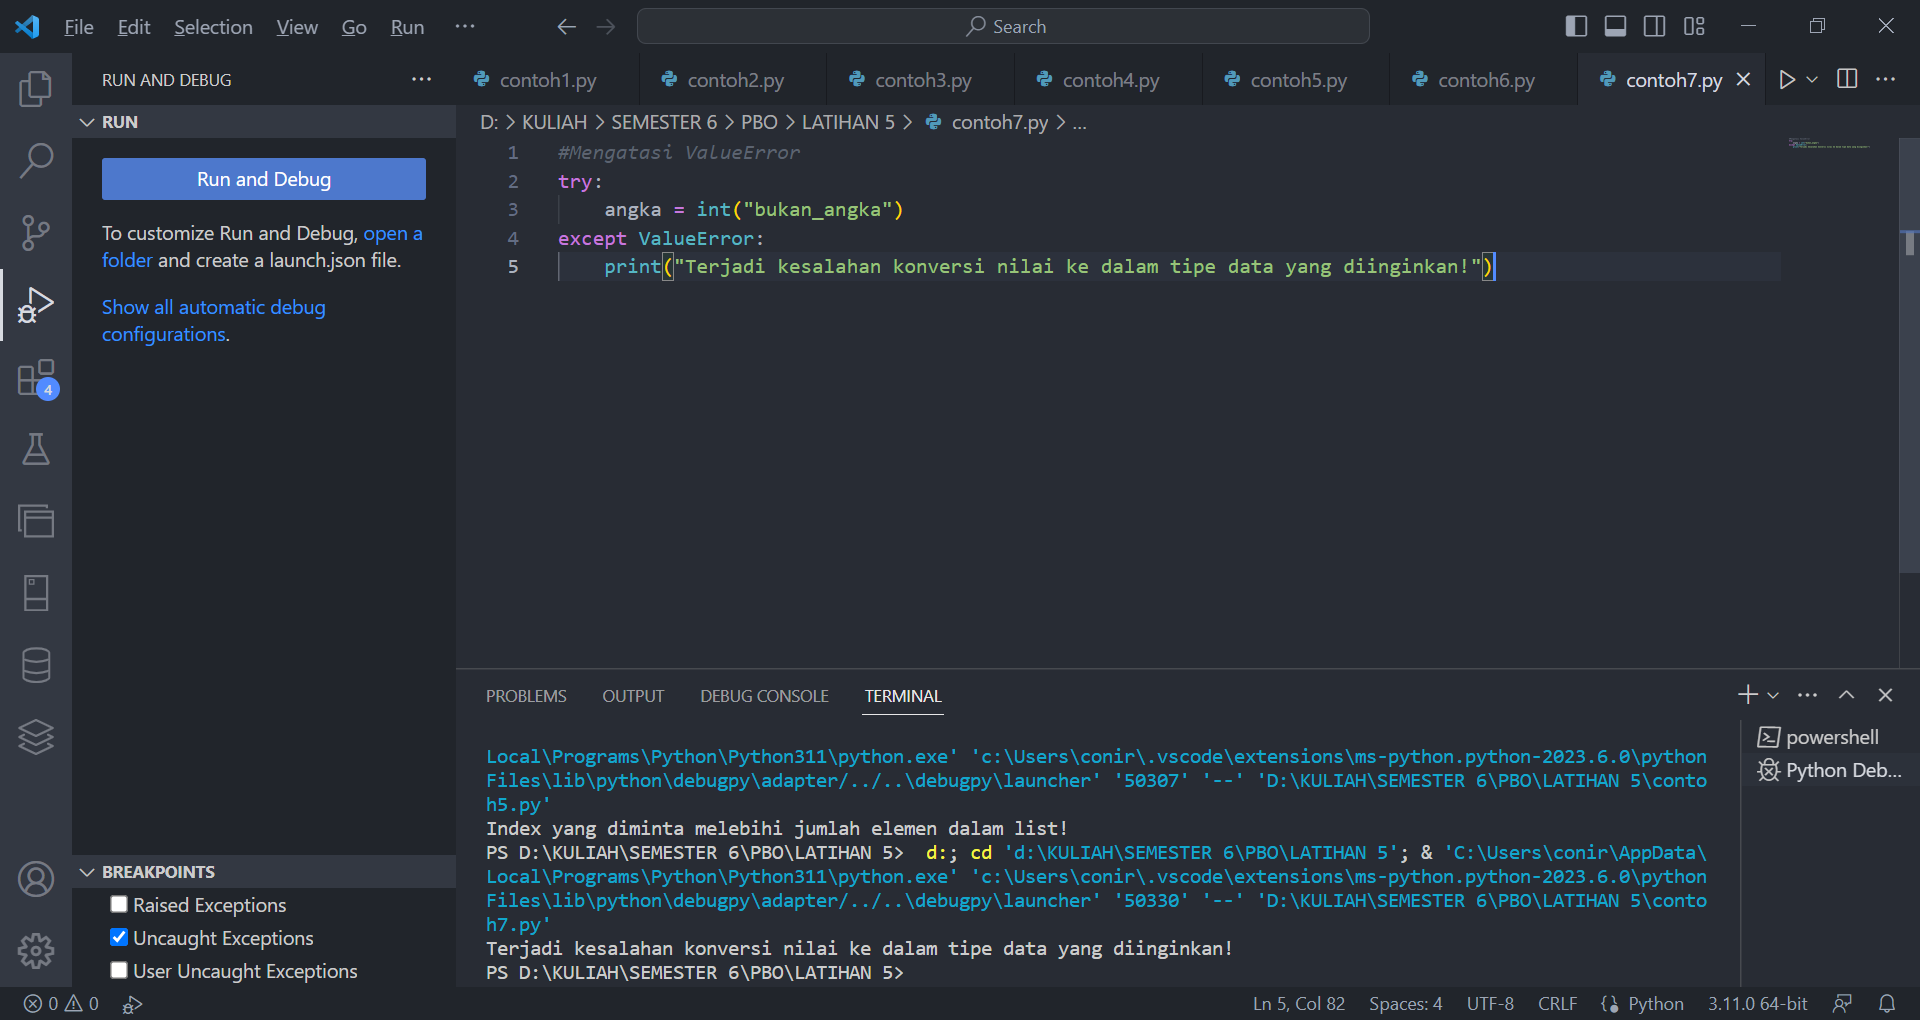 File Edit Selection View Go Run ··· Search
RUN AND DEBUG ···
RUN
Run and Debug
To customize Run and Debug, open a
folder and create a launch.json file.
Show all automatic debug
configurations.
4
BREAKPOINTS
Raised Exceptions
Uncaught Exceptions
User Uncaught Exceptions
contoh1.py contoh2.py contoh3.py contoh4.py contoh5.py contoh6.py contoh7.py
D: > KULIAH > SEMESTER 6 > PBO > LATIHAN 5 > contoh7.py > ...
1 #Mengatasi ValueError
2 try:
3     angka = int("bukan_angka")
4 except ValueError:
5     print("Terjadi kesalahan konversi nilai ke dalam tipe data yang diinginkan!")
PROBLEMS OUTPUT DEBUG CONSOLE TERMINAL
Local\Programs\Python\Python311\python.exe' 'c:\Users\conir\.vscode\extensions\ms-python.python-2023.6.0\python
Files\lib\python\debugpy\adapter/../..\debugpy\launcher' '50307' '--' 'D:\KULIAH\SEMESTER 6\PBO\LATIHAN 5\conto
h5.py'
Index yang diminta melebihi jumlah elemen dalam list!
PS D:\KULIAH\SEMESTER 6\PBO\LATIHAN 5>  d:; cd 'd:\KULIAH\SEMESTER 6\PBO\LATIHAN 5'; & 'C:\Users\conir\AppData\
Local\Programs\Python\Python311\python.exe' 'c:\Users\conir\.vscode\extensions\ms-python.python-2023.6.0\python
Files\lib\python\debugpy\adapter/../..\debugpy\launcher' '50330' '--' 'D:\KULIAH\SEMESTER 6\PBO\LATIHAN 5\conto
h7.py'
Terjadi kesalahan konversi nilai ke dalam tipe data yang diinginkan!
PS D:\KULIAH\SEMESTER 6\PBO\LATIHAN 5>
powershell
Python Deb...
0 0 Ln 5, Col 82 Spaces: 4 UTF-8 CRLF Python 3.11.0 64-bit